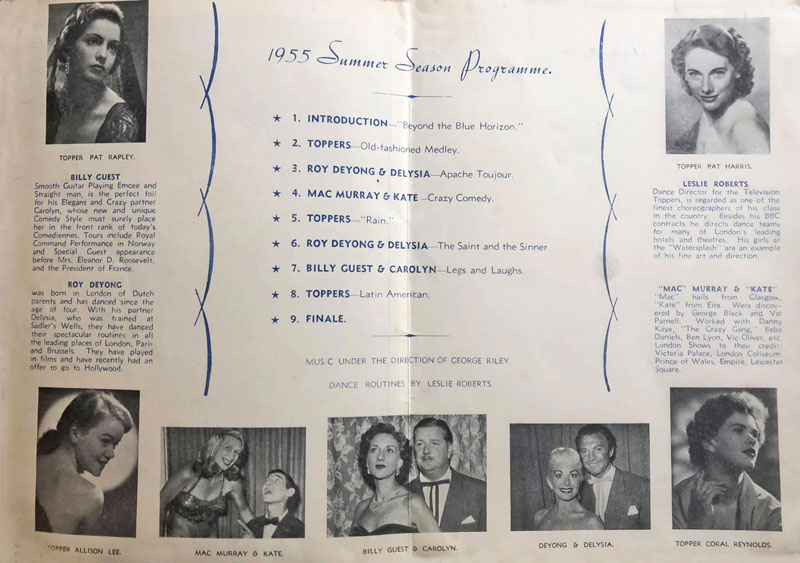 1955 Summer Season Programme.
★ 1. INTRODUCTION—"Beyond the Blue Horizon."
★ 2. TOPPERS—Old-fashioned Medley.
★ 3. ROY DEYONG & DELYSIA—Apache Toujour.
★ 4. MAC MURRAY & KATE—Crazy Comedy.
★ 5. TOPPERS—"Rain."
★ 6. ROY DEYONG & DELYSIA—The Saint and the Sinner.
★ 7. BILLY GUEST & CAROLYN—Legs and Laughs.
★ 8. TOPPERS—Latin American.
★ 9. FINALE.
MUSIC UNDER THE DIRECTION OF GEORGE RILEY.
DANCE ROUTINES BY LESLIE ROBERTS.
TOPPER PAT RAPLEY.
BILLY GUEST
Smooth Guitar Playing Emcee and
Straight man, is the perfect foil
for his Elegant and Crazy partner
Carolyn, whose new and unique
Comedy Style must surely place
her in the front rank of today's
Comediennes. Tours include Royal
Command Performance in Norway
and Special Guest appearance
before Mrs. Eleanor D. Roosevelt,
and the President of France.
ROY DEYONG
was born in London of Dutch
parents and has danced since the
age of four. With his partner
Delysia, who was trained at
Sadler's Wells, they have danced
their spectacular routines in all
the leading places of London, Paris
and Brussels. They have played
in films and have recently had an
offer to go to Hollywood.
TOPPER PAT HARRIS.
LESLIE ROBERTS
Dance Director for the Television
Toppers, is regarded as one of the
finest choreographers of his class
in the country. Besides his BBC
contracts he directs dance teams
for many of London's leading
hotels and theatres. His girls at
the "Watersplash" are an example
of his fine art and direction.
"MAC" MURRAY & "KATE"
"Mac" hails from Glasgow,
"Kate" from Eire. Were discov-
ered by George Black and Val
Parnell. Worked with Danny
Kaye, "The Crazy Gang," Bebe
Daniels, Ben Lyon, Vic Oliver, etc.
London Shows to their credit:
Victoria Palace, London Coliseum,
Prince of Wales, Empire, Leicester
Square.
TOPPER ALLISON LEE.
MAC MURRAY & KATE.
BILLY GUEST & CAROLYN.
DEYONG & DELYSIA.
TOPPER CORAL REYNOLDS.